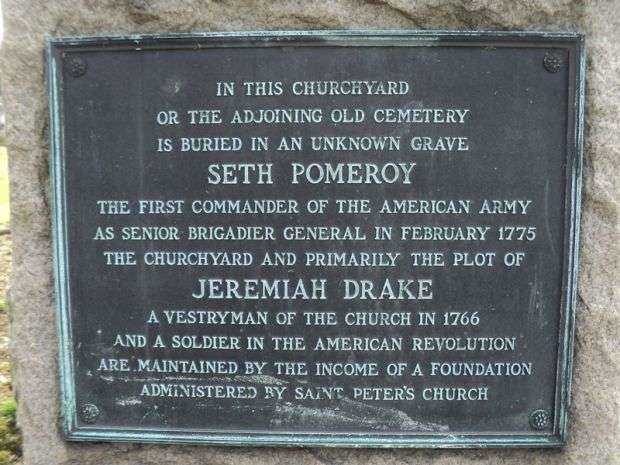 IN THIS CHURCHYARD
OR THE ADJOINING OLD CEMETERY
IS BURIED IN AN UNKNOWN GRAVE
SETH POMEROY
THE FIRST COMMANDER OF THE AMERICAN ARMY
AS SENIOR BRIGADIER GENERAL IN FEBRUARY 1775
THE CHURCHYARD AND PRIMARILY THE PLOT OF
JEREMIAH DRAKE
A VESTRYMAN OF THE CHURCH IN 1766
AND A SOLDIER IN THE AMERICAN REVOLUTION
ARE MAINTAINED BY THE INCOME OF A FOUNDATION
ADMINISTERED BY SAINT PETER'S CHURCH